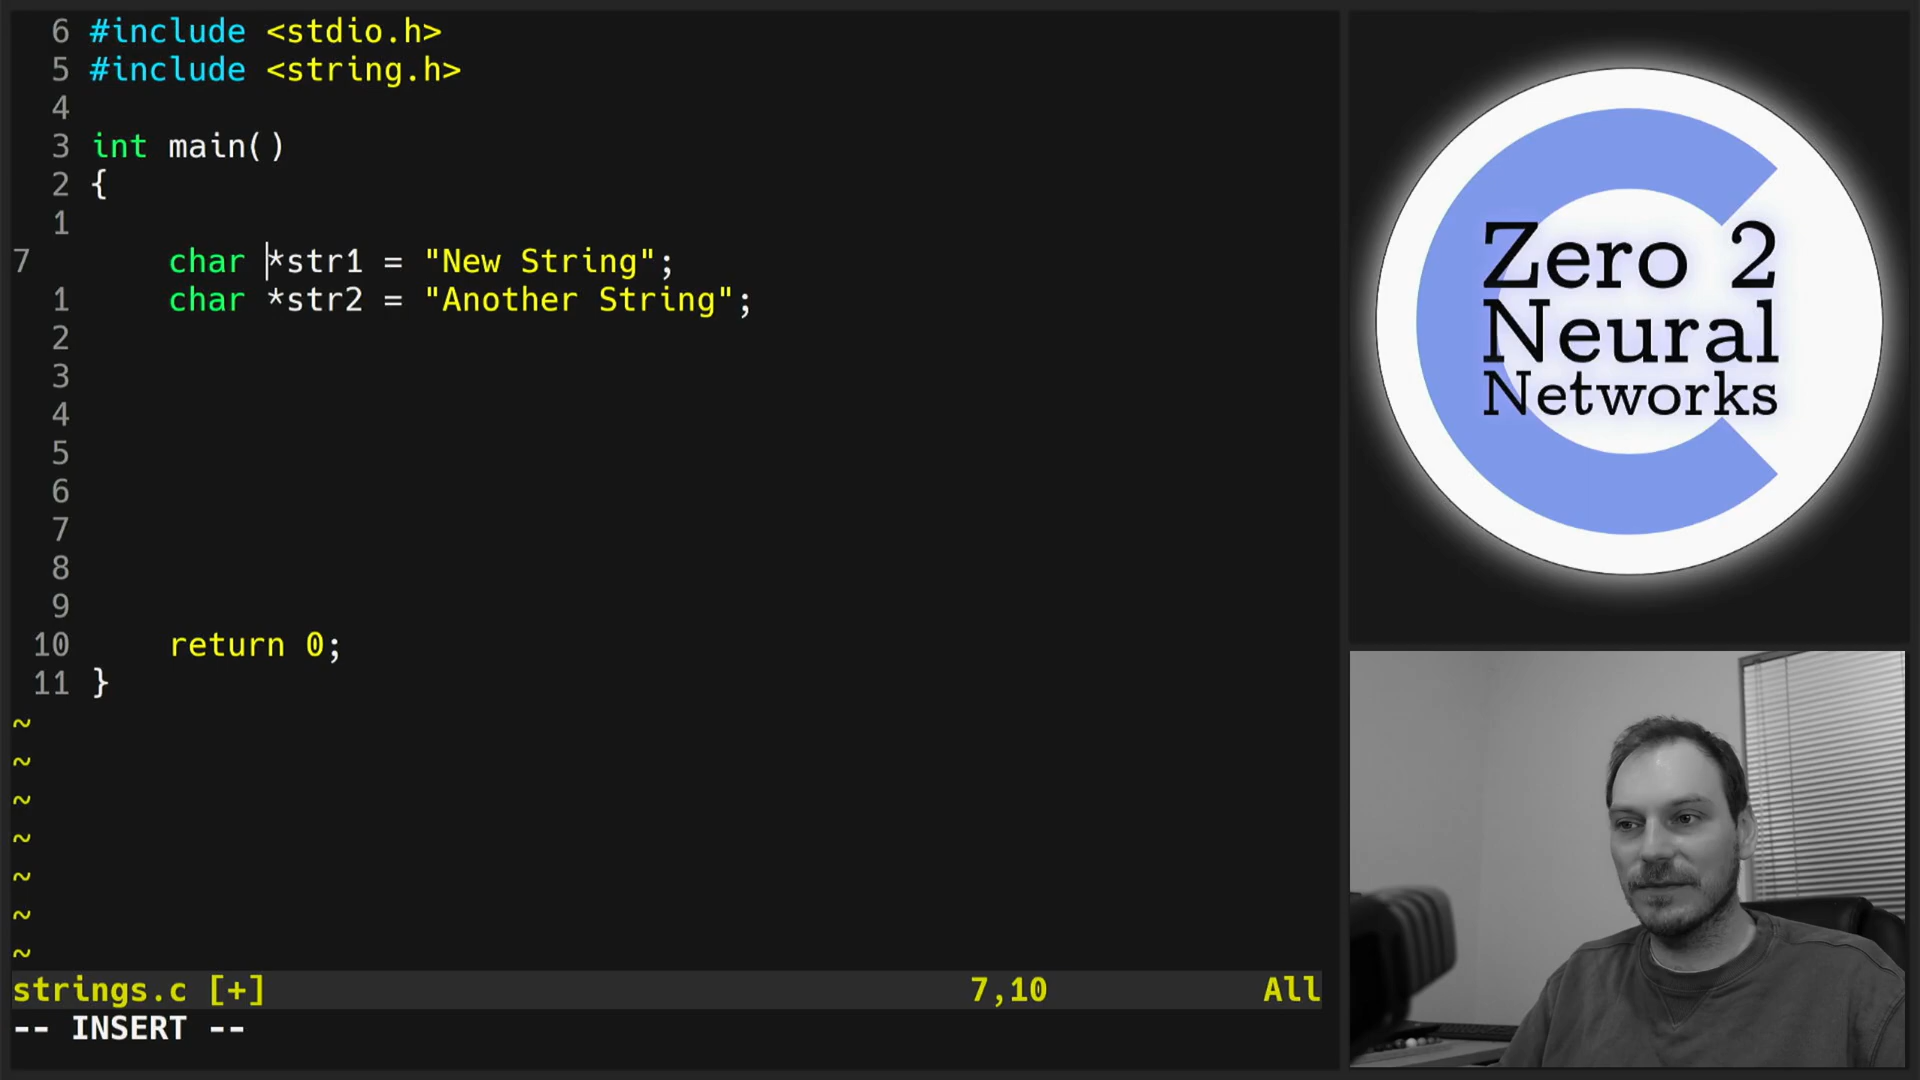 6 #include <stdio.h>
5 #include <string.h>
4
3 int main()
2 {
1
7 char *str1 = "New String";
1 char *str2 = "Another String";
2
3
4
5
6
7
8
9
10 return 0;
11 }
~
~
~
~
~
~
~
strings.c [+] 7,10 All
-- INSERT --
Zero 2
Neural
Networks